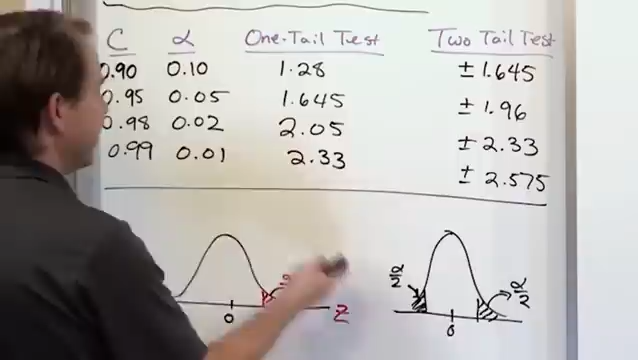 C α One-Tail Test Two Tail Test
0.90 0.10 1.28 ± 1.645
0.95 0.05 1.645 ± 1.96
0.98 0.02 2.05 ± 2.33
0.99 0.01 2.33 ± 2.575
α/2 α/2
0 z 0